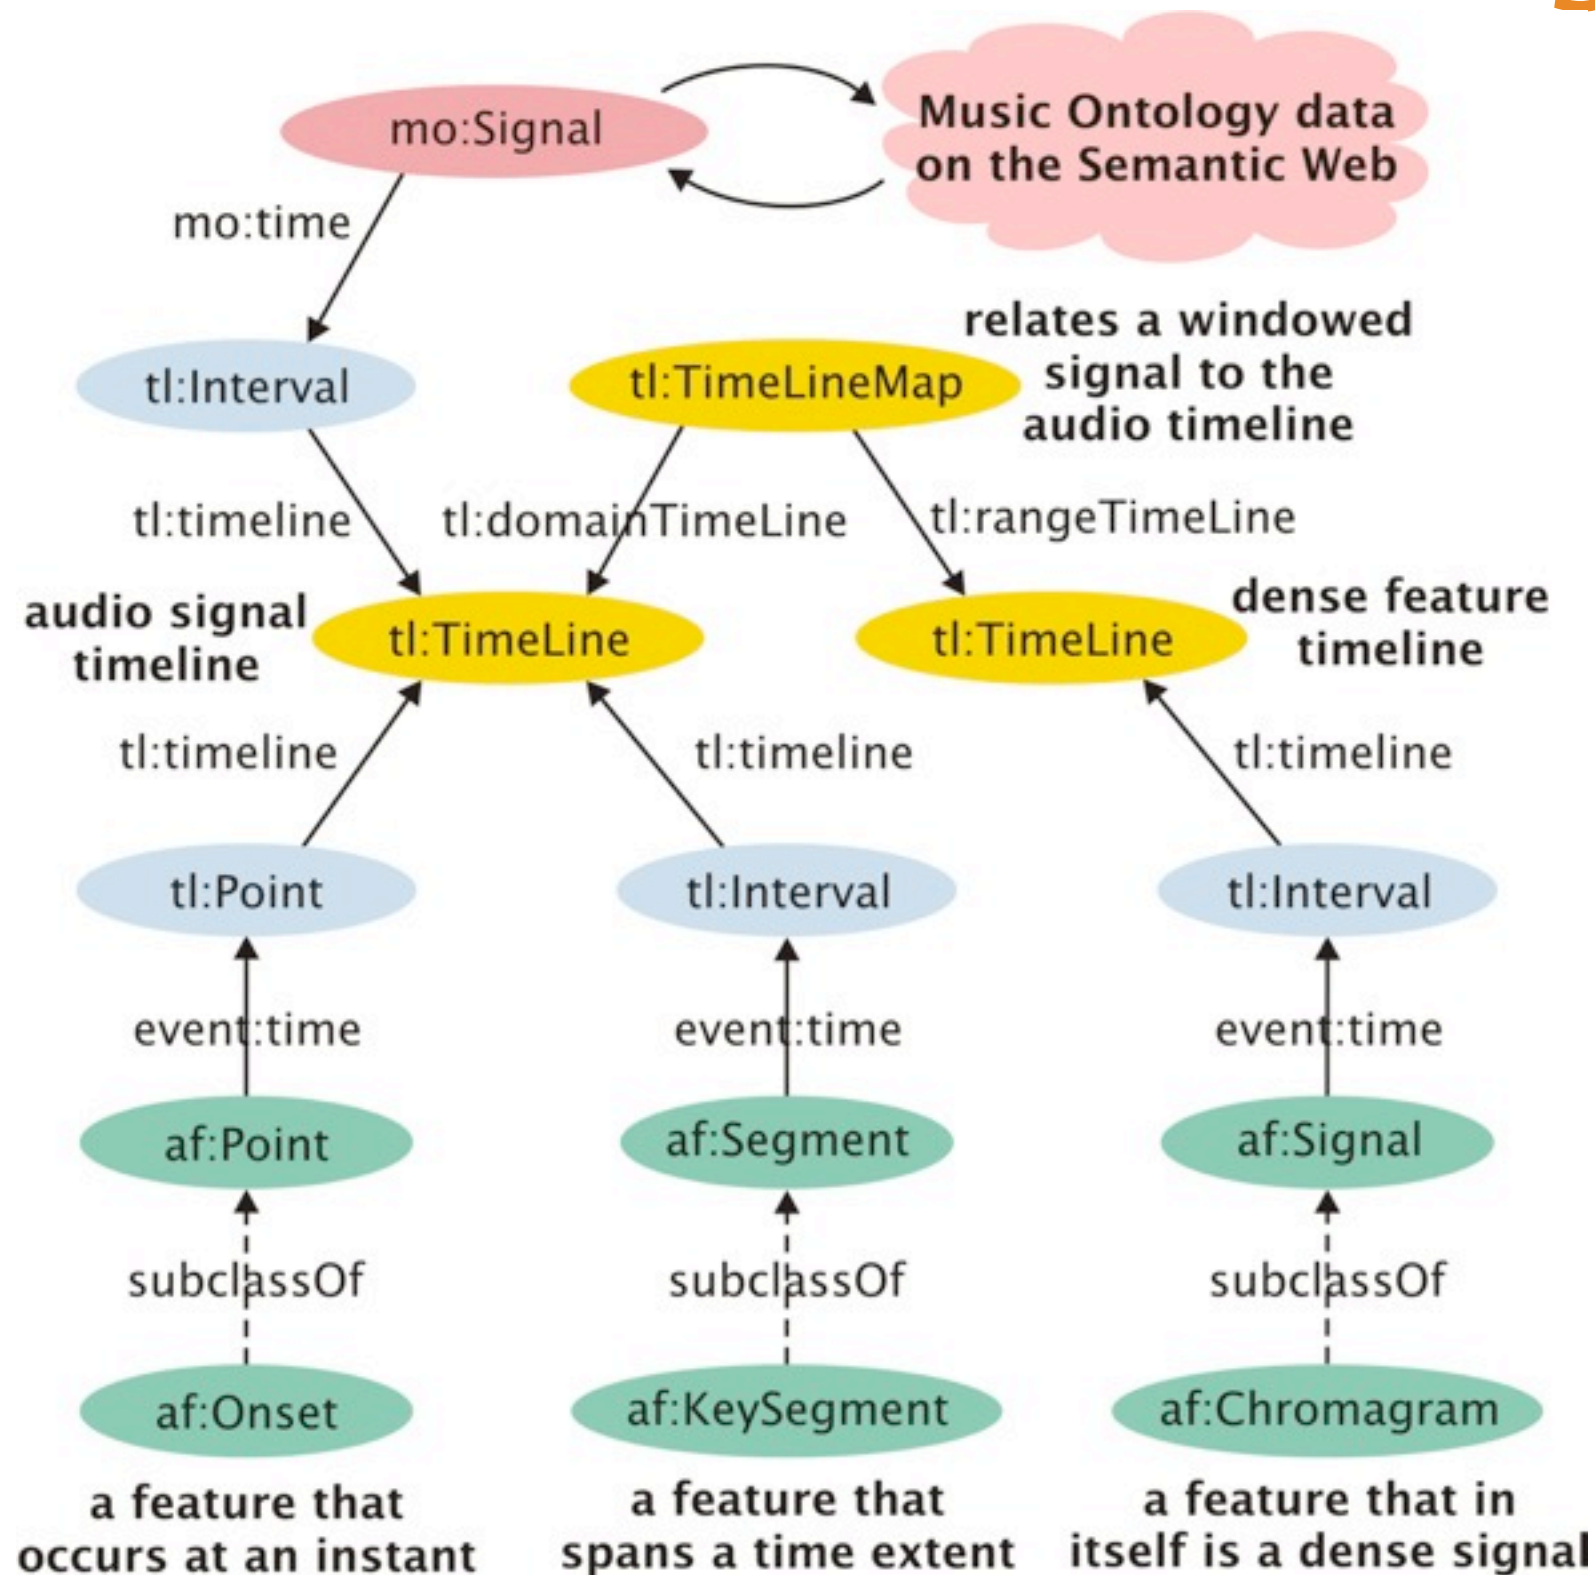 mo:Signal
Music Ontology data
on the Semantic Web
mo:time
relates a windowed
signal to the
audio timeline
tl:Interval
tl:TimeLineMap
tl:timeline
tl:domainTimeLine
tl:rangeTimeLine
audio signal
timeline
tl:TimeLine
tl:TimeLine
dense feature
timeline
tl:timeline
tl:timeline
tl:timeline
tl:Point
tl:Interval
tl:Interval
event:time
event:time
event:time
af:Point
af:Segment
af:Signal
subclassOf
subclassOf
subclassOf
af:Onset
af:KeySegment
af:Chromagram
a feature that
occurs at an instant
a feature that
spans a time extent
a feature that in
itself is a dense signal